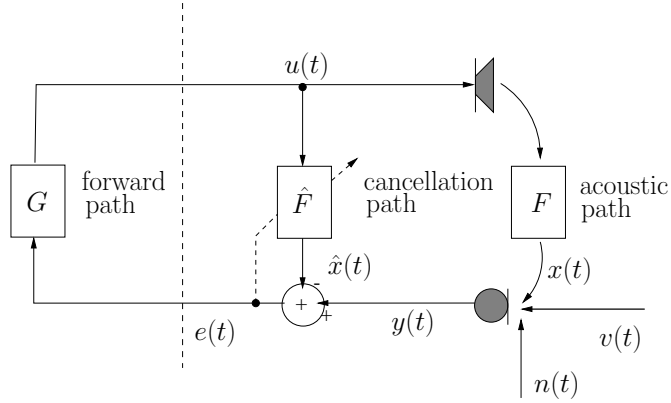 u(t)
G
forward
path
F̂
cancellation
path
F
acoustic
path
x̂(t)
x(t)
-
+
+
e(t)
y(t)
v(t)
n(t)